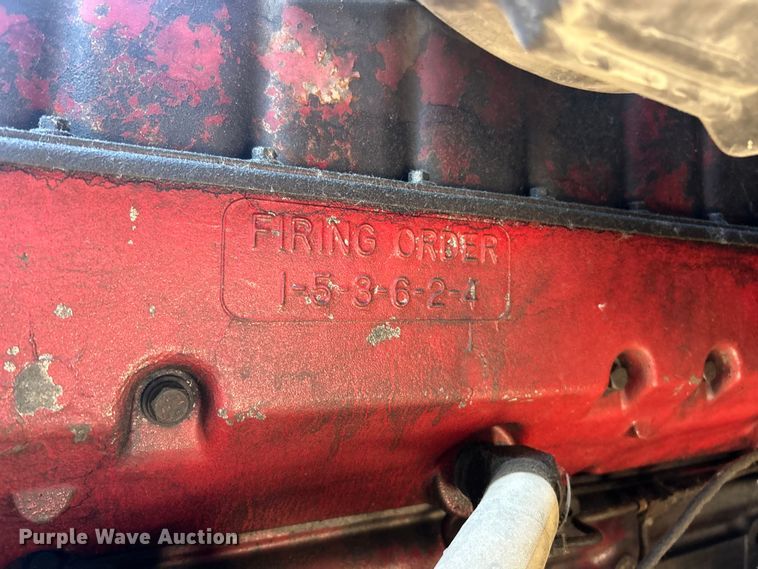 FIRING ORDER
1-5-3-6-2-4
Purple Wave Auction